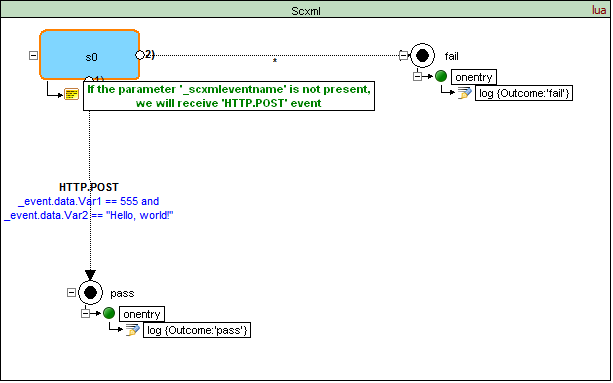 Scxml
lua
s0
2)
*
fail
onentry
log {Outcome:'fail'}
1)
If the parameter '_scxmleventname' is not present,
we will receive 'HTTP.POST' event
HTTP.POST
_event.data.Var1 == 555 and
_event.data.Var2 == "Hello, world!"
pass
onentry
log {Outcome:'pass'}